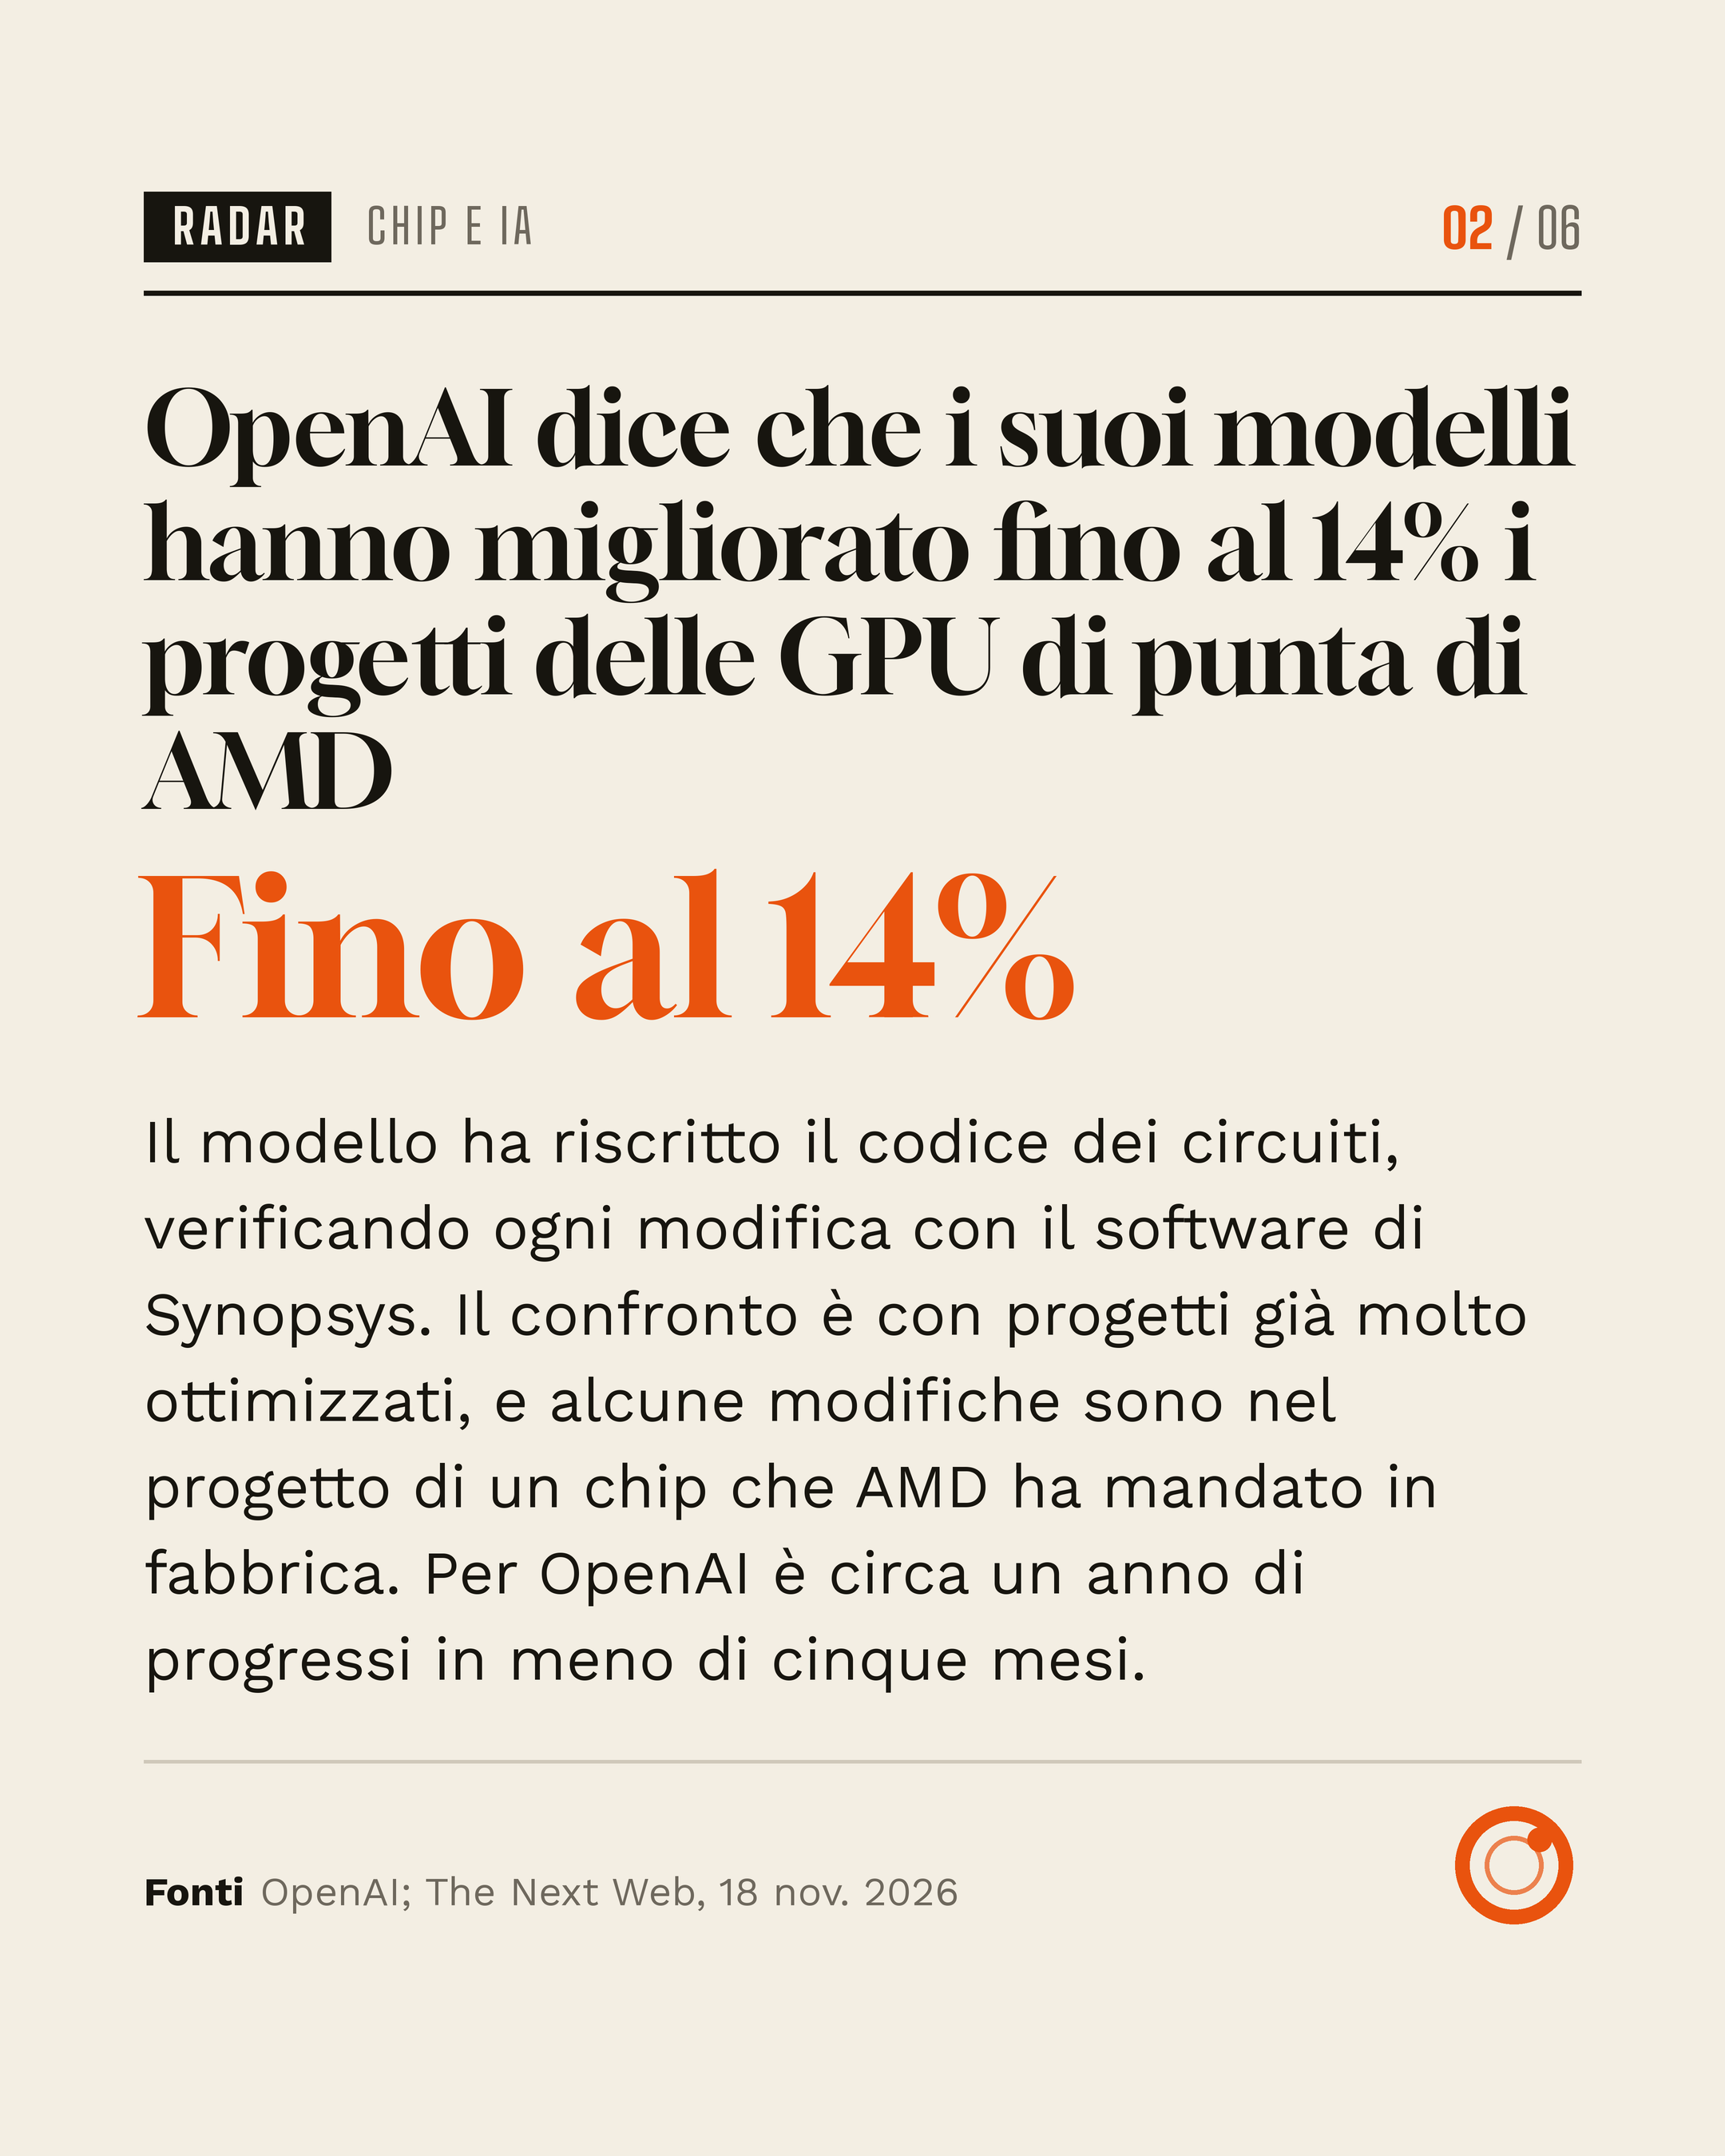 RADAR CHIP E IA 02 / 06
OpenAI dice che i suoi modelli
hanno migliorato fino al 14% i
progetti delle GPU di punta di
AMD
Fino al 14%
Il modello ha riscritto il codice dei circuiti,
verificando ogni modifica con il software di
Synopsys. Il confronto è con progetti già molto
ottimizzati, e alcune modifiche sono nel
progetto di un chip che AMD ha mandato in
fabbrica. Per OpenAI è circa un anno di
progressi in meno di cinque mesi.
Fonti OpenAI; The Next Web, 18 nov. 2026